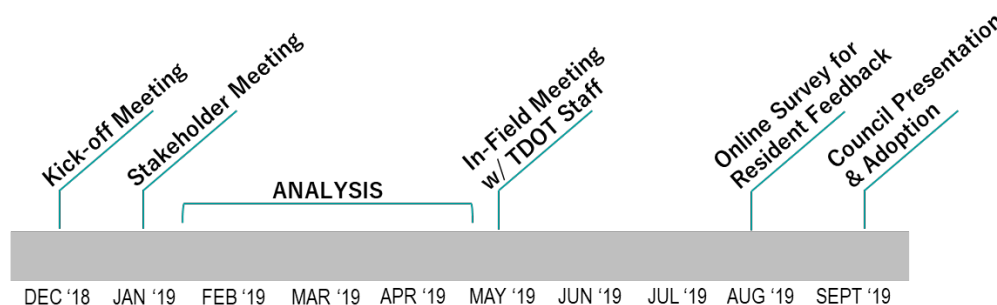 Kick-off Meeting
Stakeholder Meeting
ANALYSIS
In-Field Meeting
w/ TDOT Staff
Online Survey for
Resident Feedback
Council Presentation
& Adoption
DEC ‘18
JAN ‘19
FEB ‘19
MAR ‘19
APR ‘19
MAY ‘19
JUN ‘19
JUL ‘19
AUG ‘19
SEPT ‘19